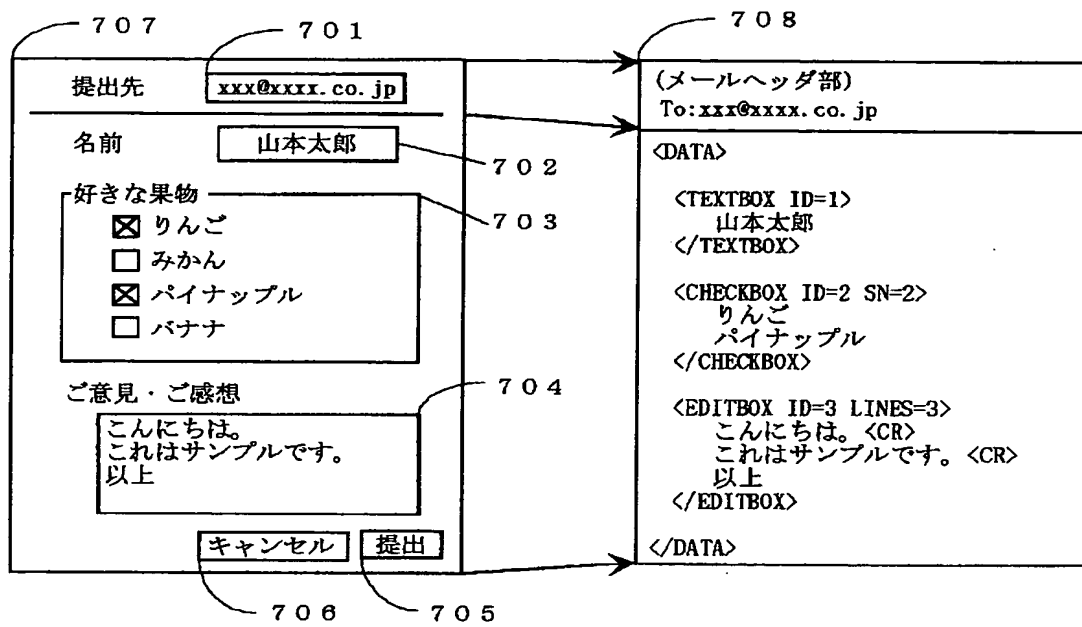 ７０７
７０１
提出先 xxx@xxxx.co.jp
名前 山本太郎
７０２
好きな果物
７０３
りんご
みかん
パイナップル
バナナ
ご意見・ご感想
７０４
こんにちは。
これはサンプルです。
以上
キャンセル 提出
７０６
７０５
７０８
(メールヘッダ部)
To:xxx@xxxx.co.jp
<DATA>
<TEXTBOX ID=1>
山本太郎
</TEXTBOX>
<CHECKBOX ID=2 SN=2>
りんご
パイナップル
</CHECKBOX>
<EDITBOX ID=3 LINES=3>
こんにちは。<CR>
これはサンプルです。<CR>
以上
</EDITBOX>
</DATA>